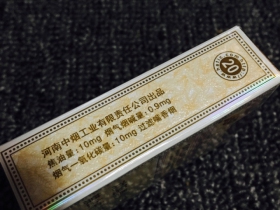 河南中烟工业有限责任公司出品
焦油量:10mg 烟气烟碱量:0.9mg
烟气一氧化碳量:10mg 过滤嘴香烟
20